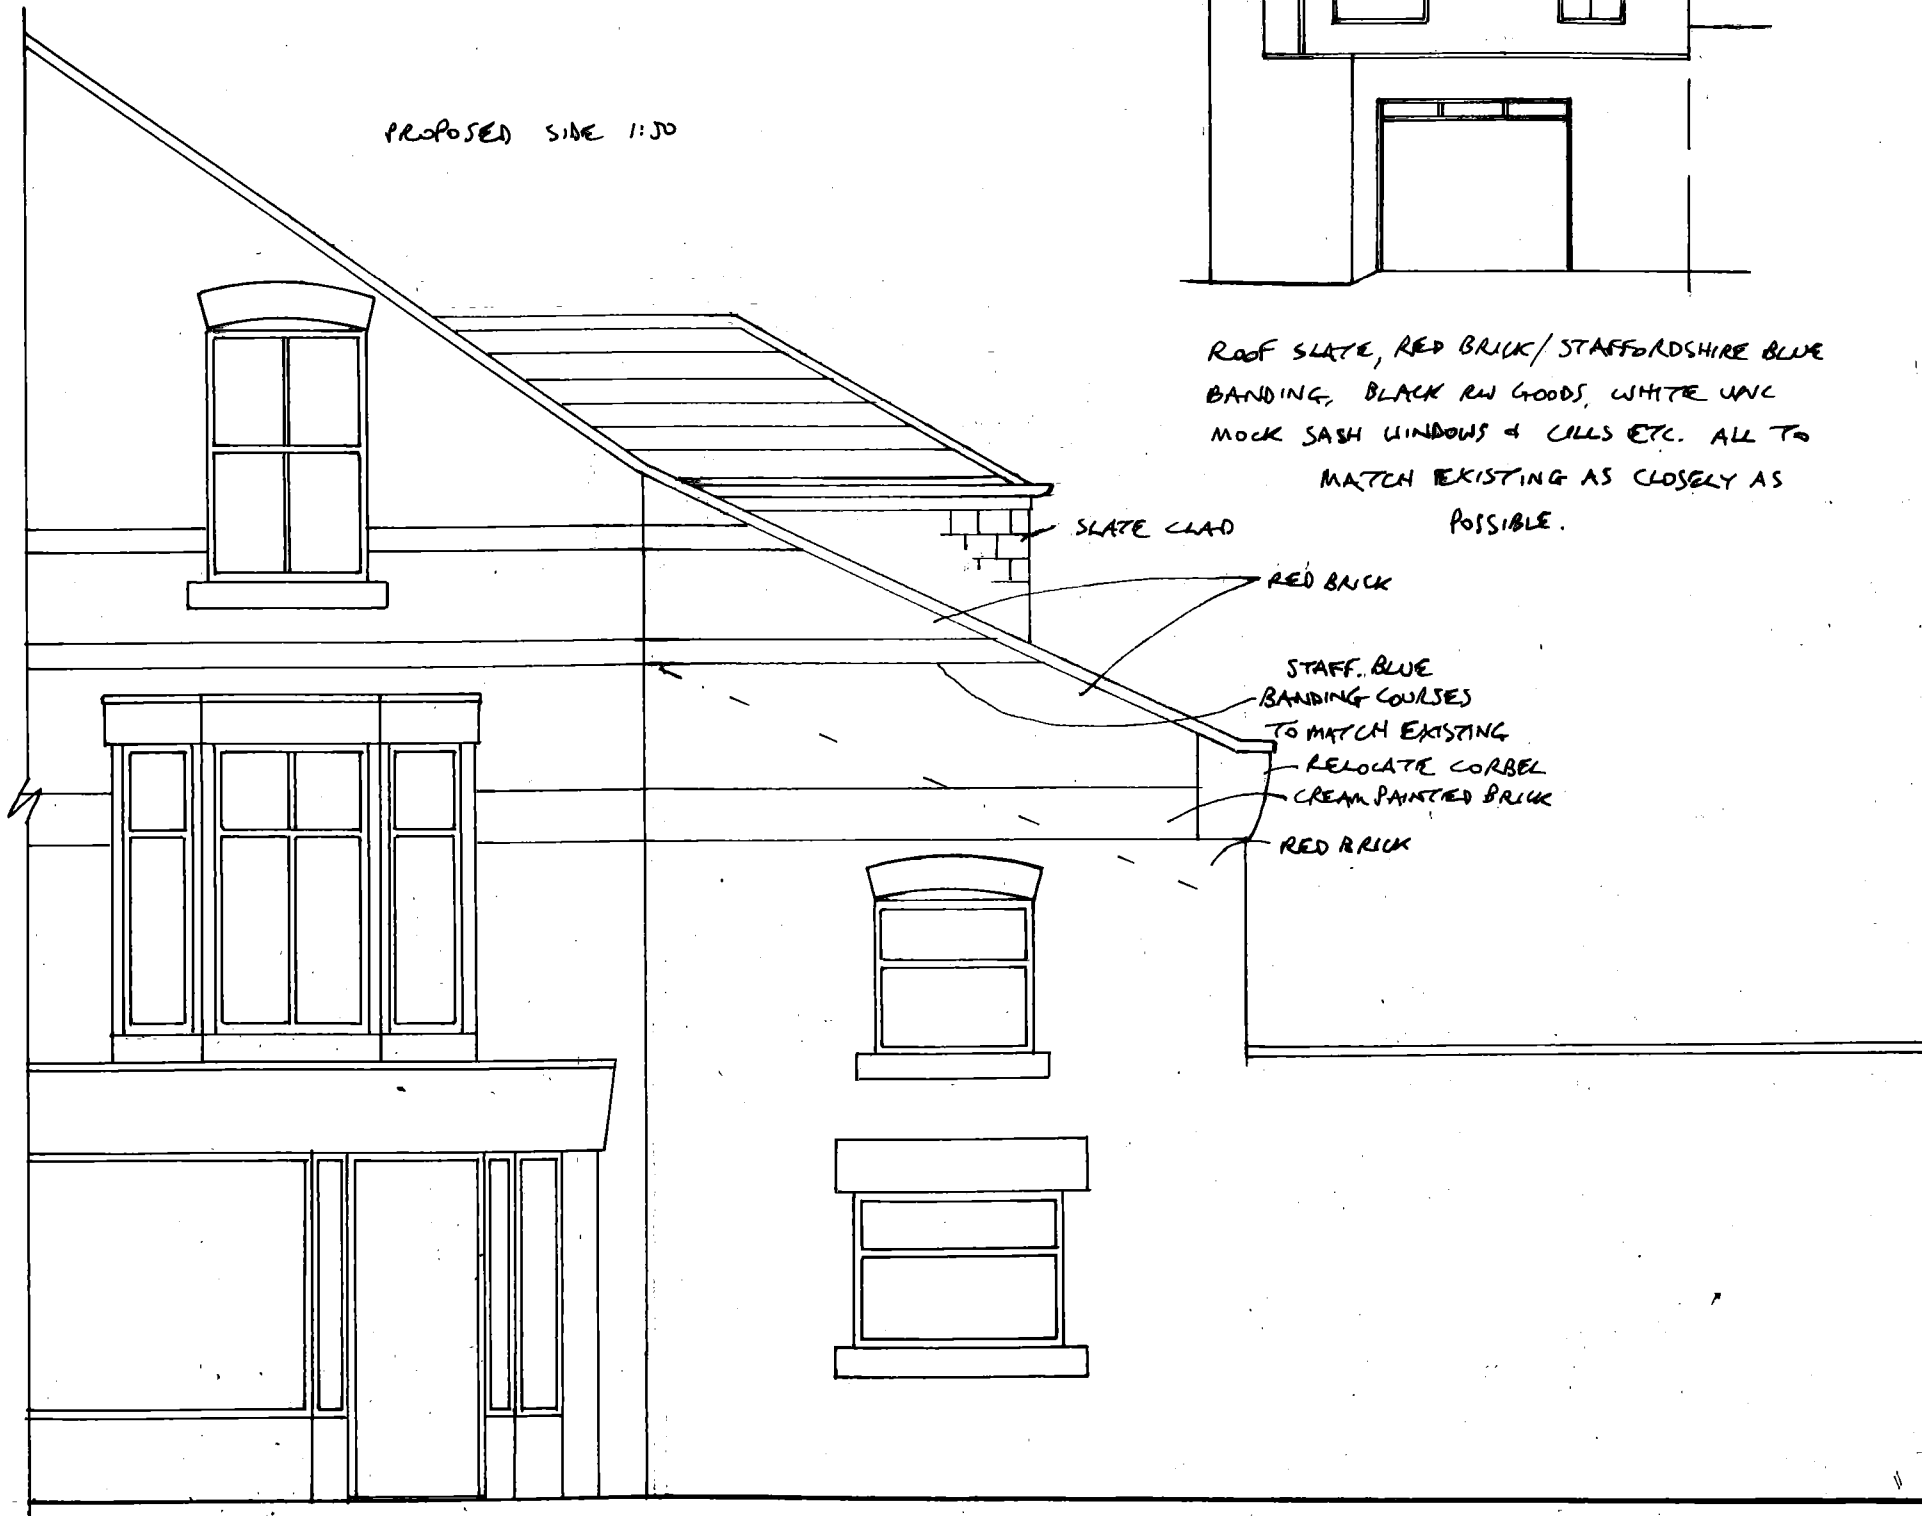 PROPOSED SIDE 1:50
ROOF SLATE, RED BRICK/STAFFORDSHIRE BLUE
BANDING, BLACK RW GOODS, WHITE UPVC
MOCK SASH WINDOWS & CILLS ETC. ALL TO
MATCH EXISTING AS CLOSELY AS
POSSIBLE.
SLATE CLAD
RED BRICK
STAFF. BLUE
BANDING COURSES
TO MATCH EXISTING
RELOCATE CORBEL
CREAM PAINTED BRICK
RED BRICK